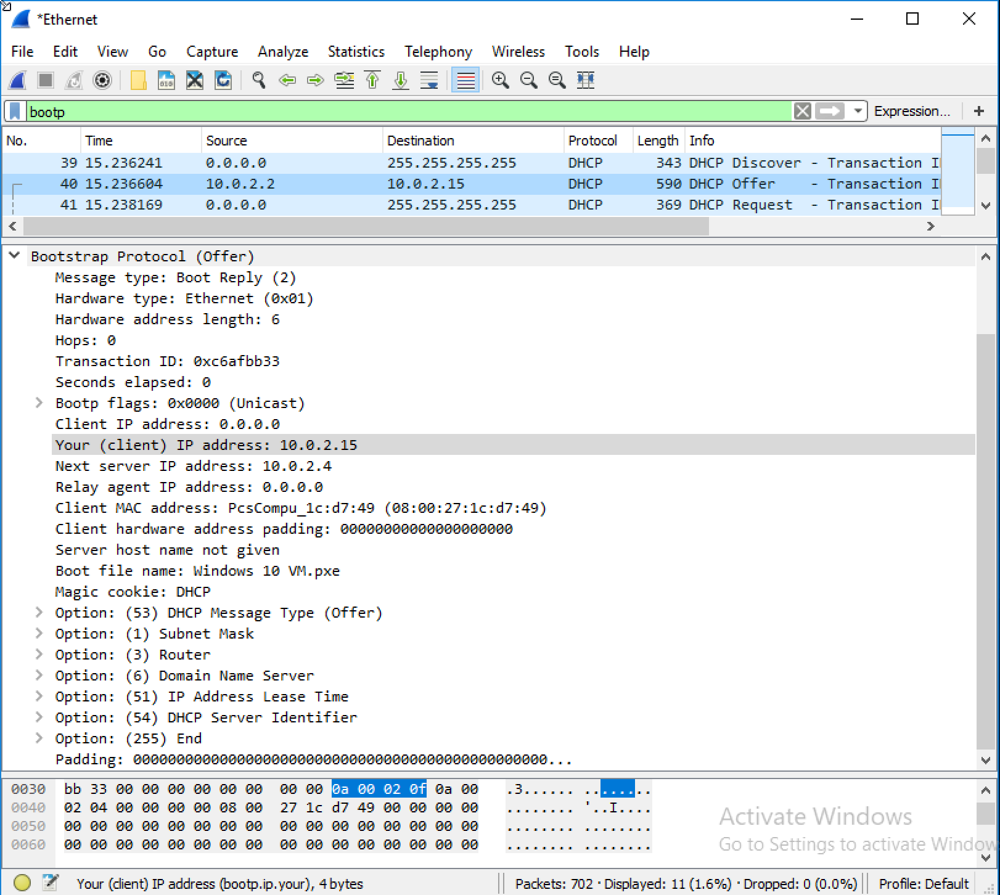 *Ethernet
File Edit View Go Capture Analyze Statistics Telephony Wireless Tools Help
bootp Expression... +
No. Time Source Destination Protocol Length Info
39 15.236241 0.0.0.0 255.255.255.255 DHCP 343 DHCP Discover - Transaction I
40 15.236604 10.0.2.2 10.0.2.15 DHCP 590 DHCP Offer - Transaction I
41 15.238169 0.0.0.0 255.255.255.255 DHCP 369 DHCP Request - Transaction I
Bootstrap Protocol (Offer)
Message type: Boot Reply (2)
Hardware type: Ethernet (0x01)
Hardware address length: 6
Hops: 0
Transaction ID: 0xc6afbb33
Seconds elapsed: 0
Bootp flags: 0x0000 (Unicast)
Client IP address: 0.0.0.0
Your (client) IP address: 10.0.2.15
Next server IP address: 10.0.2.4
Relay agent IP address: 0.0.0.0
Client MAC address: PcsCompu_1c:d7:49 (08:00:27:1c:d7:49)
Client hardware address padding: 00000000000000000000
Server host name not given
Boot file name: Windows 10 VM.pxe
Magic cookie: DHCP
Option: (53) DHCP Message Type (Offer)
Option: (1) Subnet Mask
Option: (3) Router
Option: (6) Domain Name Server
Option: (51) IP Address Lease Time
Option: (54) DHCP Server Identifier
Option: (255) End
Padding: 000000000000000000000000000000000000000000000000...
0030 bb 33 00 00 00 00 00 00 00 00 0a 00 02 0f 0a 00 .3...... ........
0040 02 04 00 00 00 00 08 00 27 1c d7 49 00 00 00 00 ........ '..I....
0050 00 00 00 00 00 00 00 00 00 00 00 00 00 00 00 00 ........ ........
0060 00 00 00 00 00 00 00 00 00 00 00 00 00 00 00 00 ........ ........
Activate Windows
Go to Settings to activate Window
Your (client) IP address (bootp.ip.your), 4 bytes Packets: 702 · Displayed: 11 (1.6%) · Dropped: 0 (0.0%) Profile: Default